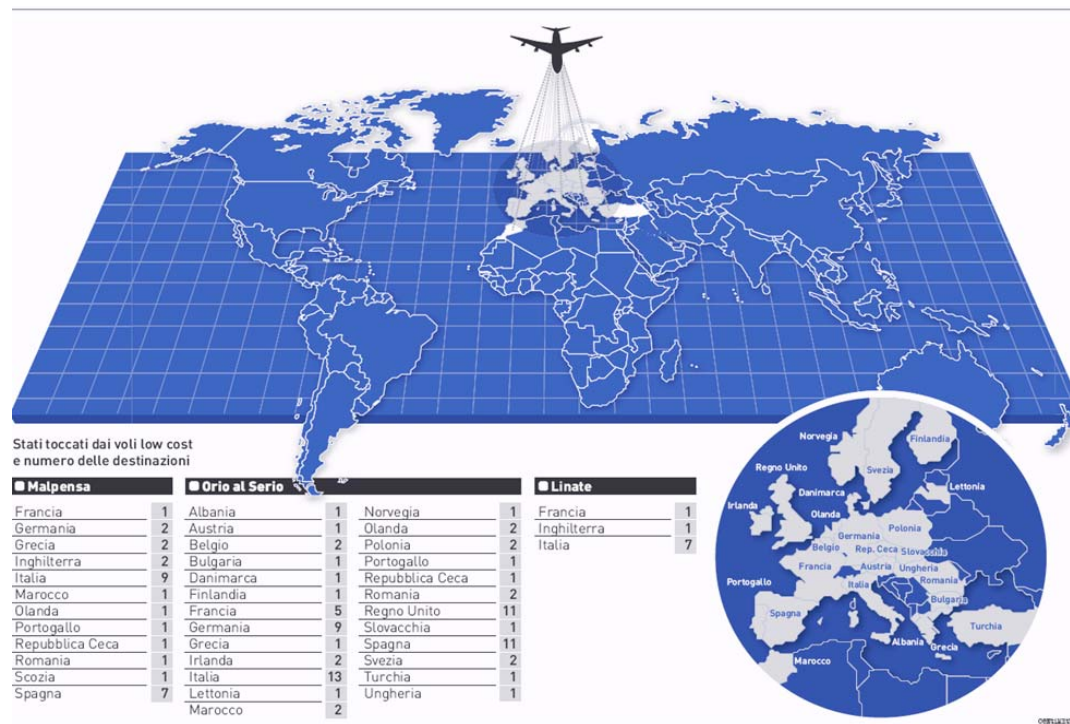 Stati toccati dai voli low cost
e numero delle destinazioni
Malpensa
Francia 1
Germania 2
Grecia 2
Inghilterra 2
Italia 9
Marocco 1
Olanda 1
Portogallo 1
Repubblica Ceca 1
Romania 1
Scozia 1
Spagna 7
Orio al Serio
Albania 1
Austria 1
Belgio 2
Bulgaria 1
Danimarca 1
Finlandia 1
Francia 5
Germania 9
Grecia 1
Irlanda 2
Italia 13
Lettonia 1
Marocco 2
Norvegia 1
Olanda 2
Polonia 2
Portogallo 1
Repubblica Ceca 1
Romania 2
Regno Unito 11
Slovacchia 1
Spagna 11
Svezia 2
Turchia 1
Ungheria 1
Linate
Francia 1
Inghilterra 1
Italia 7
Norvegia
Finlandia
Svezia
Regno Unito
Lettonia
Danimarca
Irlanda
Olanda
Polonia
Germania
Belgio
Rep. Ceca
Slovacchia
Francia
Austria
Ungheria
Portogallo
Italia
Romania
Bulgaria
Spagna
Turchia
Albania
Grecia
Marocco